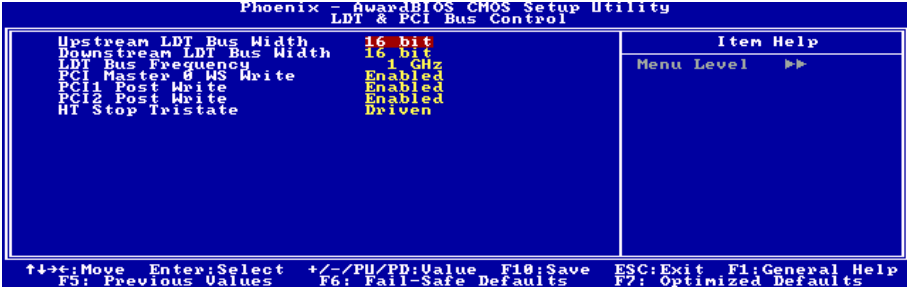 Phoenix - AwardBIOS CMOS Setup Utility
LDT & PCI Bus Control
Upstream LDT Bus Width 16 bit
Downstream LDT Bus Width 16 bit
LDT Bus Frequency 1 GHz
PCI Master 0 WS Write Enabled
PCI1 Post Write Enabled
PCI2 Post Write Enabled
HT Stop Tristate Driven
Item Help
Menu Level ▶▶
↑↓→←:Move Enter:Select +/-/PU/PD:Value F10:Save ESC:Exit F1:General Help
F5: Previous Values F6: Fail-Safe Defaults F7: Optimized Defaults